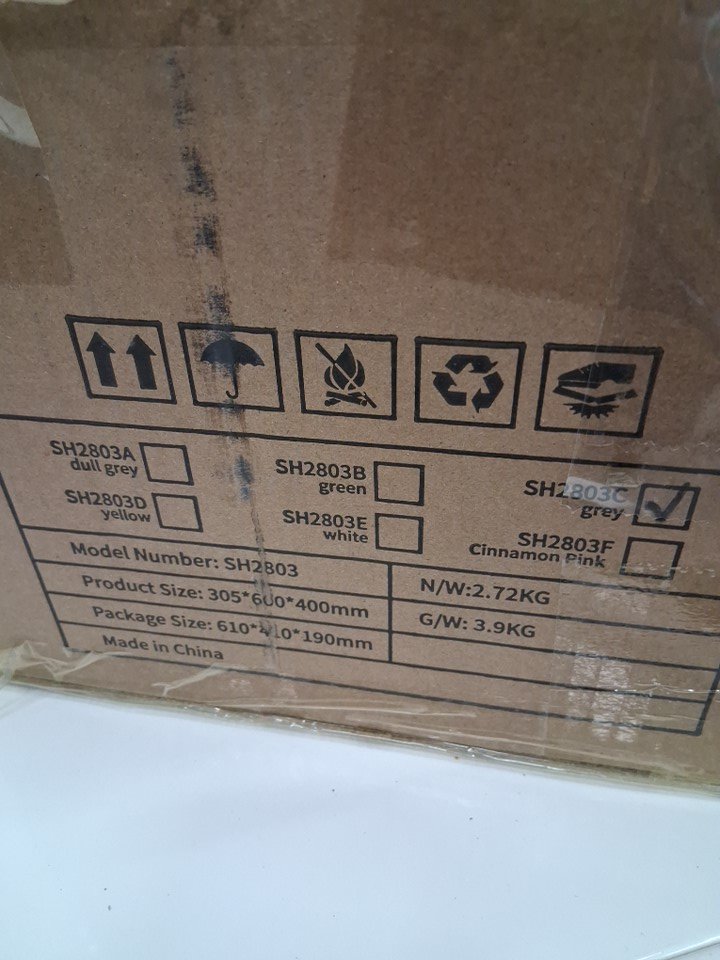 SH2803A
dull grey
SH2803B
green
SH2803C
grey
SH2803D
yellow
SH2803E
white
SH2803F
Cinnamon Pink
Model Number: SH2803
Product Size: 305*600*400mm
N/W:2.72KG
Package Size: 610*410*190mm
G/W: 3.9KG
Made in China